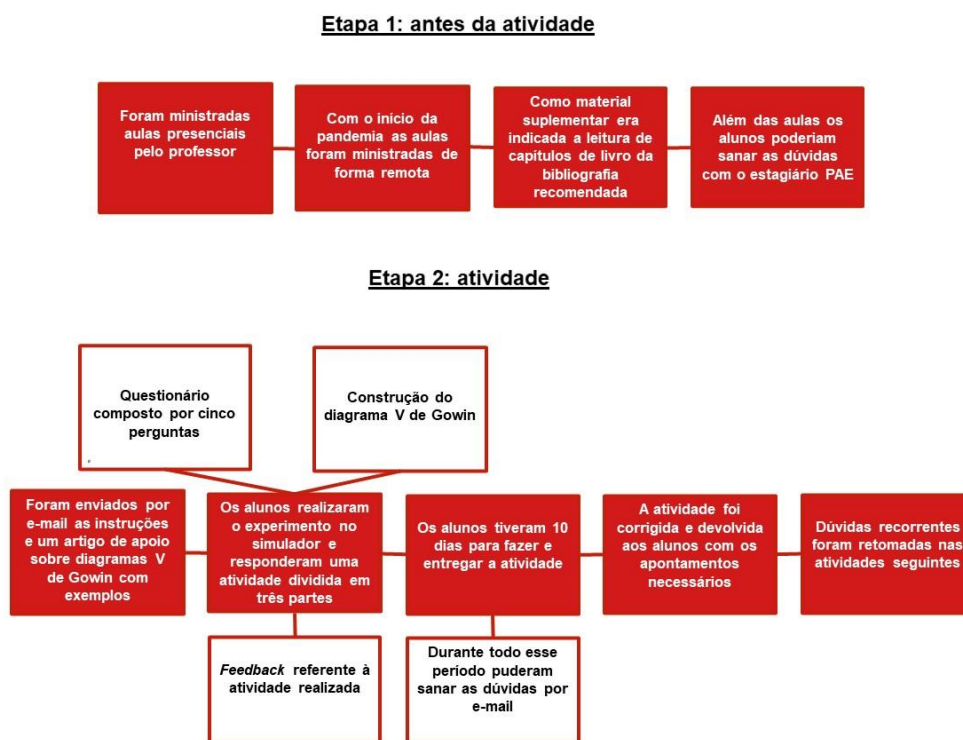 Etapa 1: antes da atividade
Foram ministradas
aulas presenciais
pelo professor
Com o início da
pandemia as aulas
foram ministradas de
forma remota
Como material
suplementar era
indicada a leitura de
capítulos de livro da
bibliografia
recomendada
Além das aulas os
alunos poderiam
sanar as dúvidas
com o estagiário PAE
Etapa 2: atividade
Questionário
composto por cinco
perguntas
.
Construção do
diagrama V de Gowin
Foram enviados por
e-mail as instruções
e um artigo de apoio
sobre diagramas V
de Gowin com
exemplos
Os alunos realizaram
o experimento no
simulador e
responderam uma
atividade dividida em
três partes
Os alunos tiveram 10
dias para fazer e
entregar a atividade
A atividade foi
corrigida e devolvida
aos alunos com os
apontamentos
necessários
Dúvidas recorrentes
foram retomadas nas
atividades seguintes
Feedback referente à
atividade realizada
Durante todo esse
período puderam
sanar as dúvidas por
e-mail